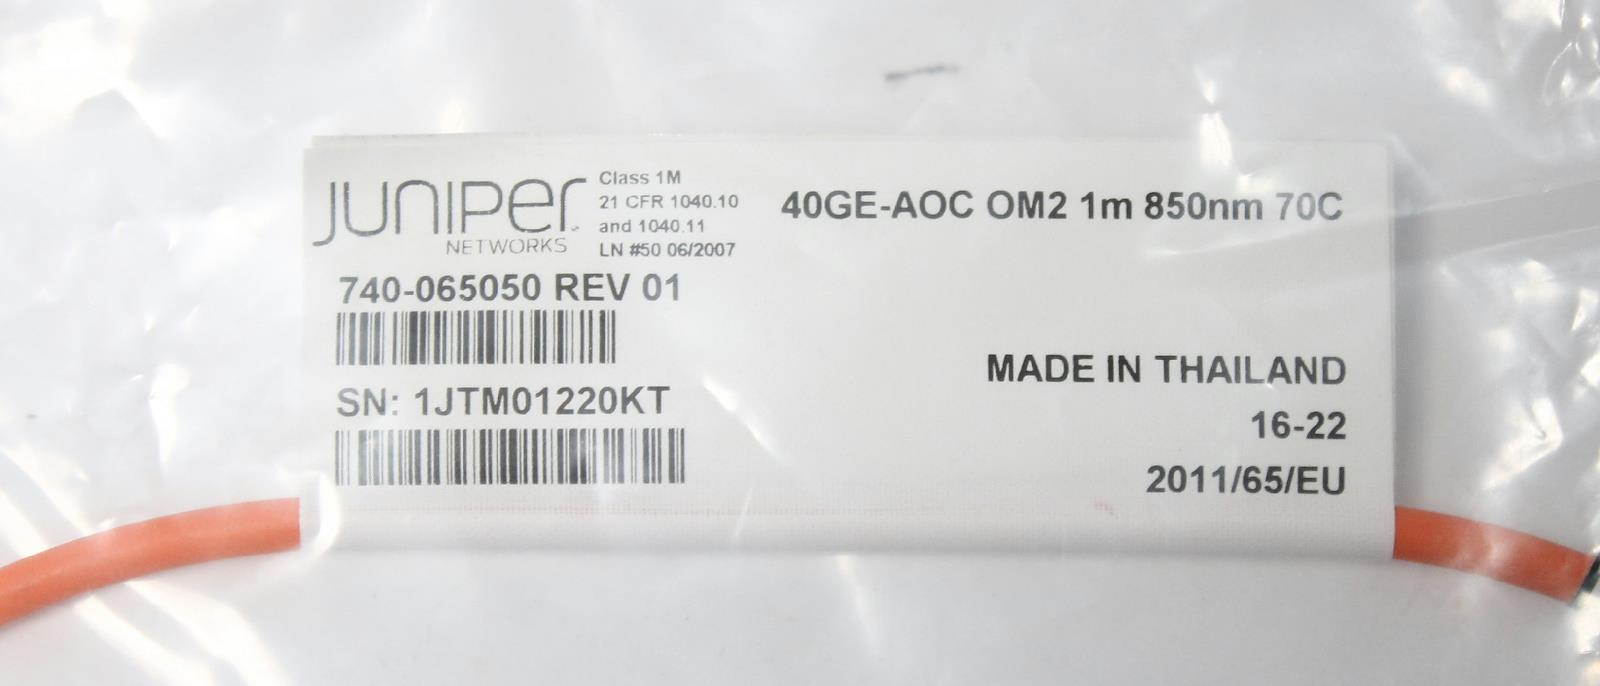 JUNIPER
NETWORKS
Class 1M
21 CFR 1040.10
and 1040.11
LN #50 06/2007
40GE-AOC OM2 1m 850nm 70C
740-065050 REV 01
SN: 1JTM01220KT
MADE IN THAILAND
16-22
2011/65/EU